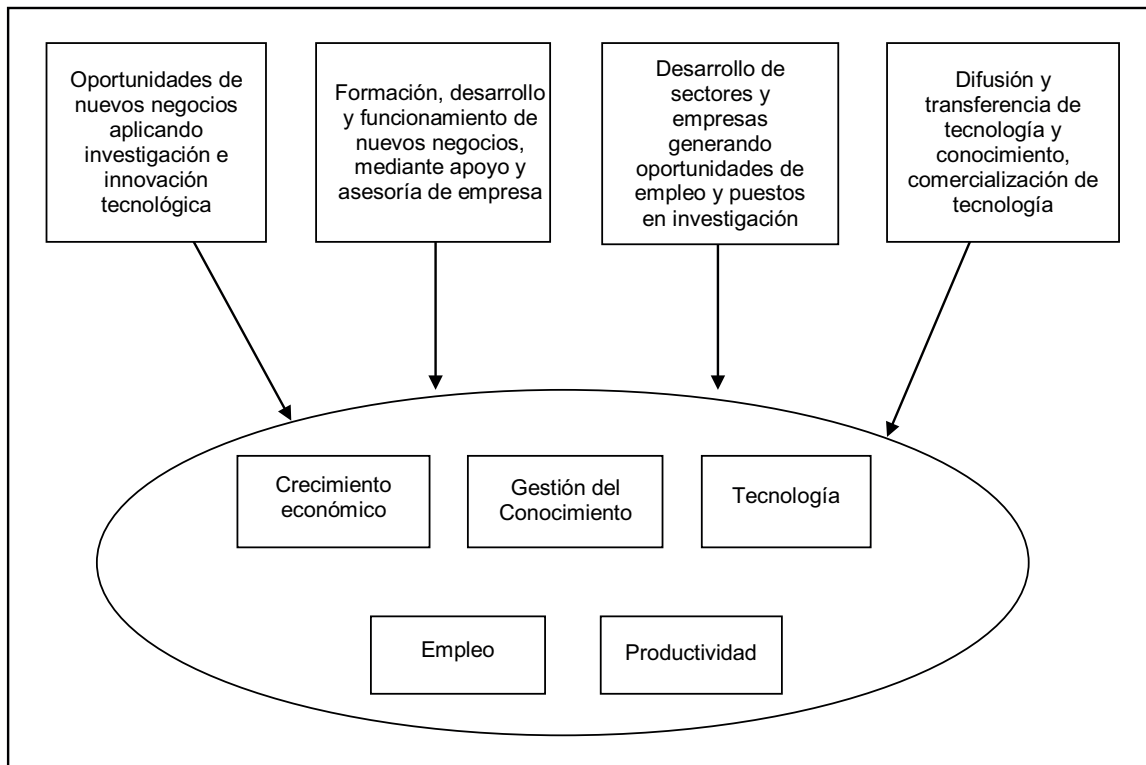 Oportunidades de
nuevos negocios
aplicando
investigación e
innovación
tecnológica
Formación, desarrollo
y funcionamiento de
nuevos negocios,
mediante apoyo y
asesoría de empresa
Desarrollo de
sectores y
empresas
generando
oportunidades de
empleo y puestos
en investigación
Difusión y
transferencia de
tecnología y
conocimiento,
comercialización de
tecnología
Crecimiento
económico
Gestión del
Conocimiento
Tecnología
Empleo
Productividad